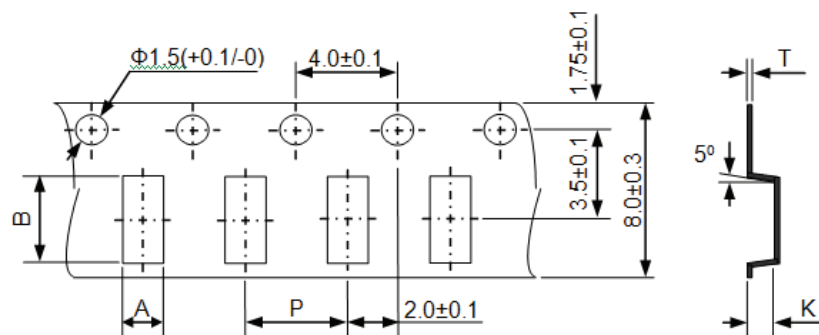 Φ1.5(+0.1/-0)
4.0±0.1
1.75±0.1
T
3.5±0.1
8.0±0.3
5⁰
B
A
P
2.0±0.1
K